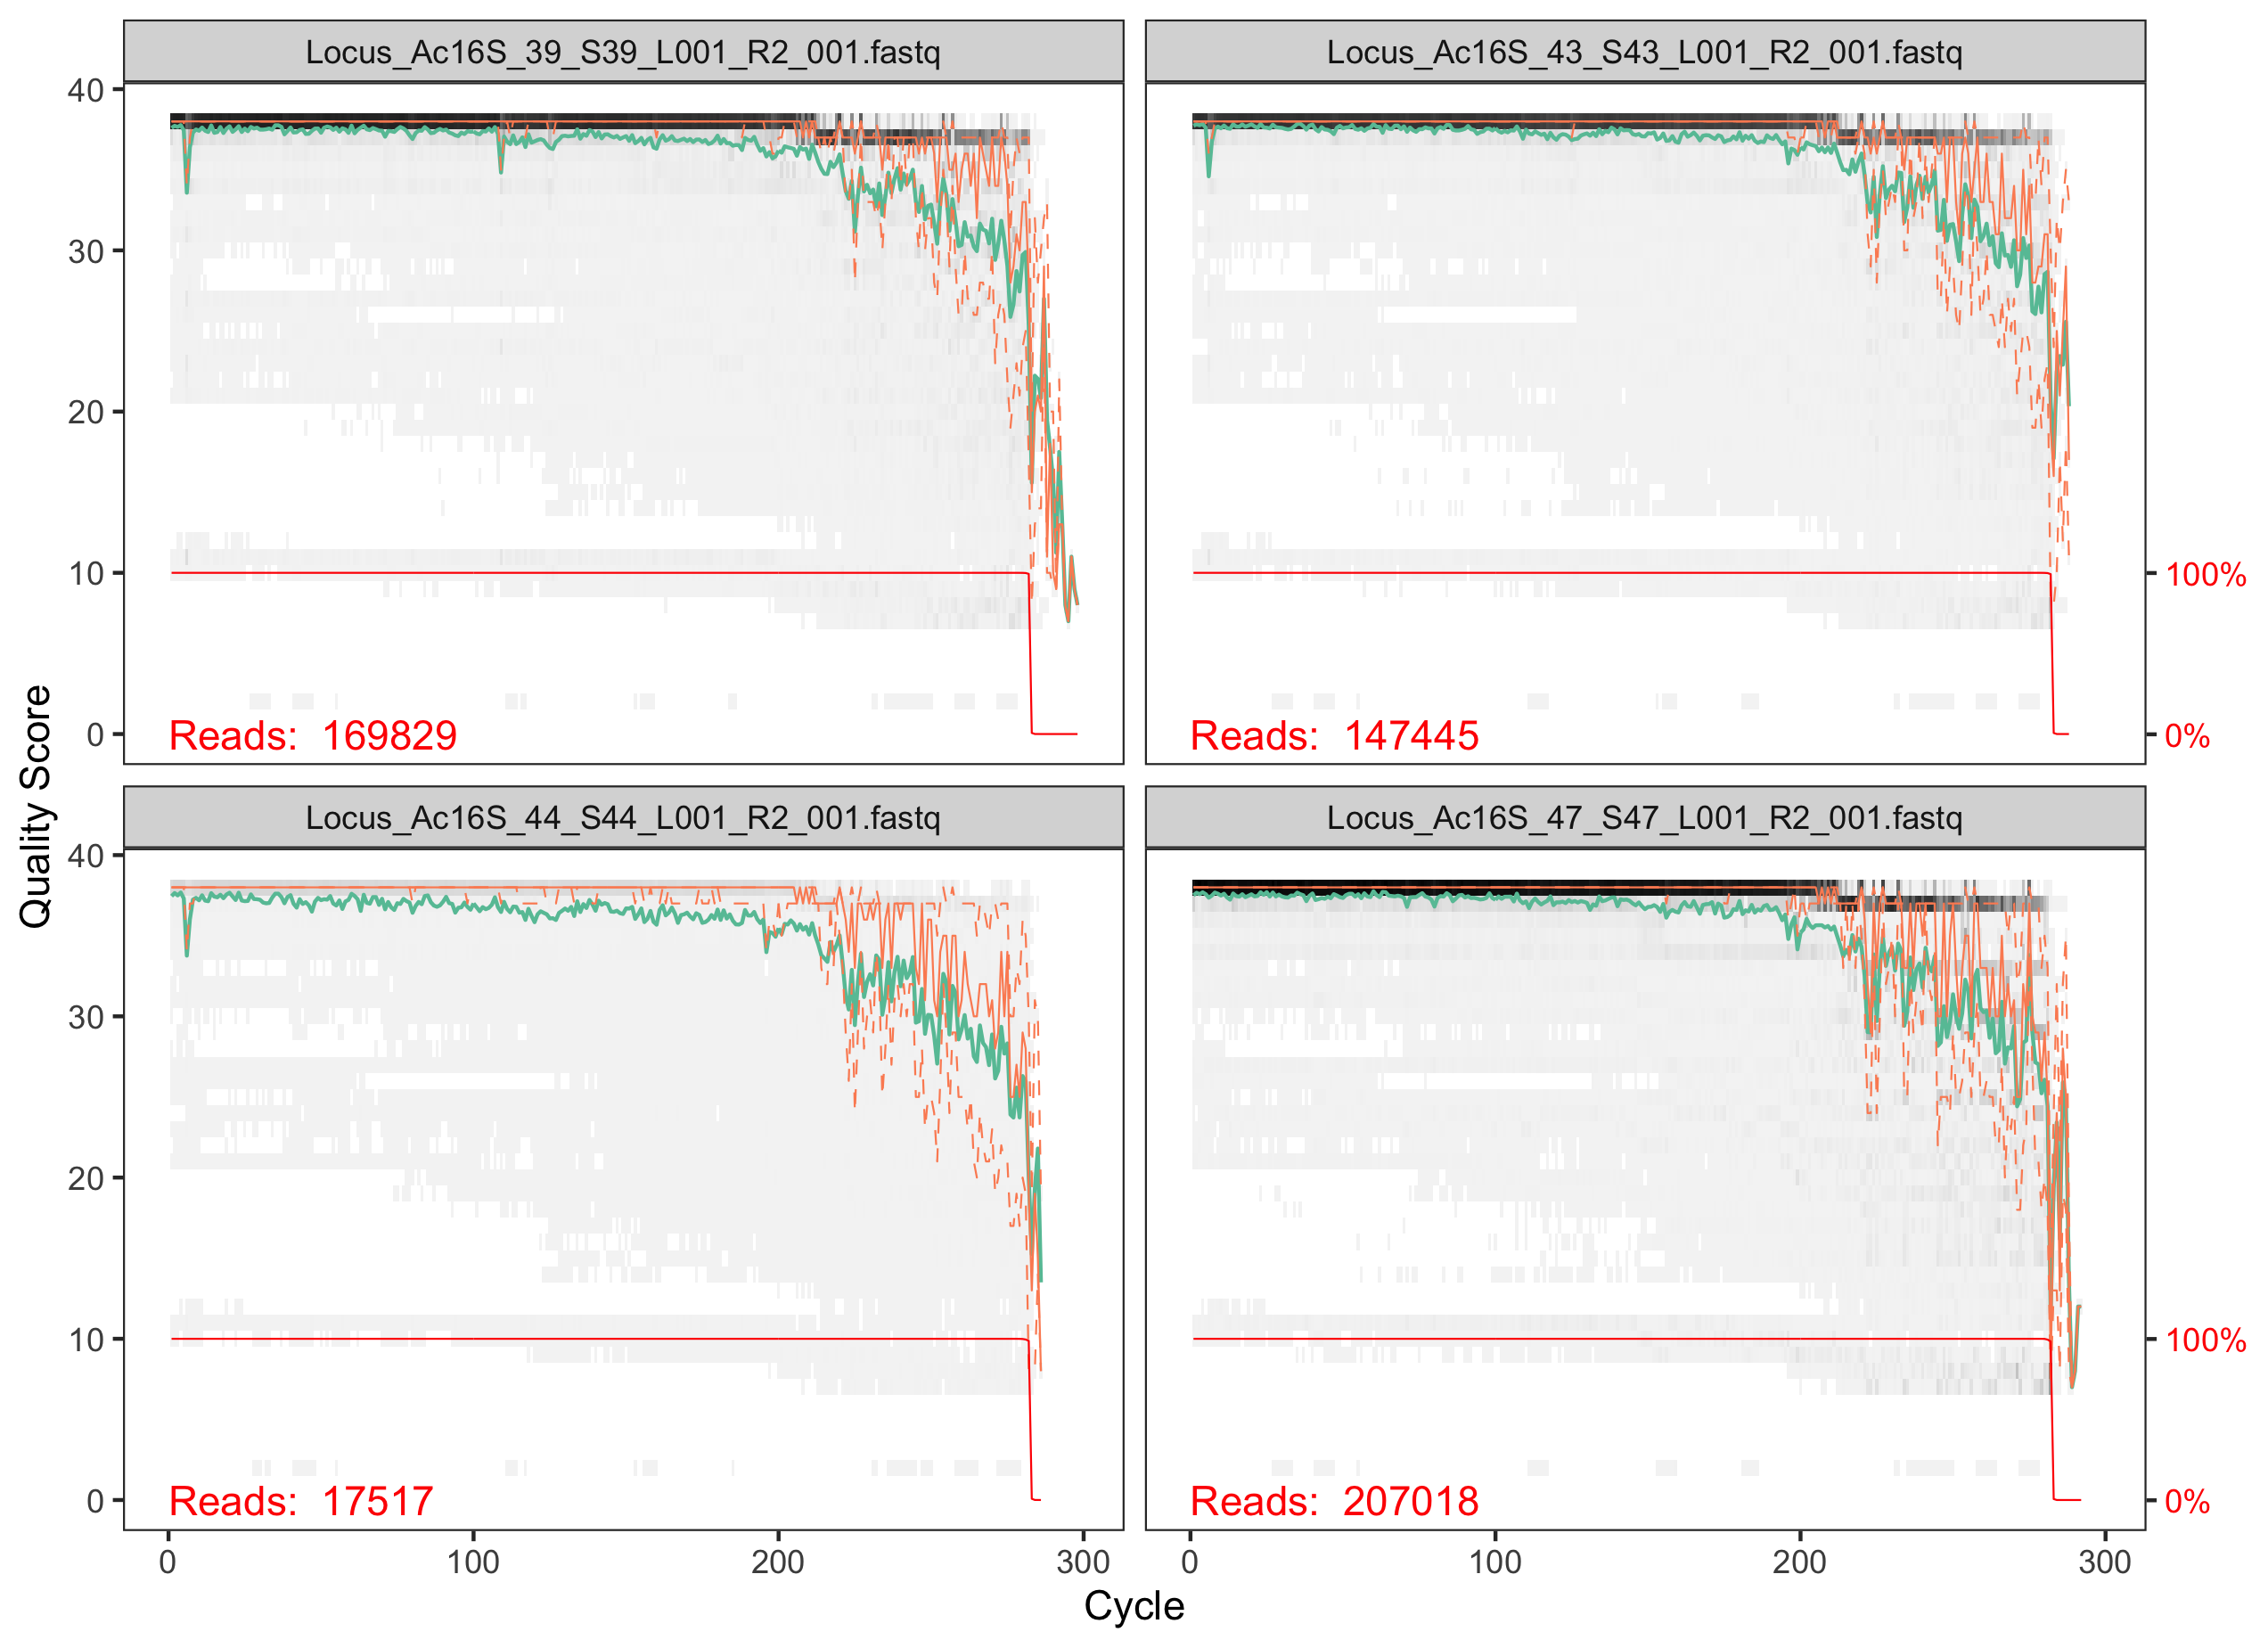 Locus_Ac16S_39_S39_L001_R2_001.fastq
Locus_Ac16S_43_S43_L001_R2_001.fastq
40
30
20
10
0
Reads: 169829
Reads: 147445
100%
0%
Quality Score
Locus_Ac16S_44_S44_L001_R2_001.fastq
Locus_Ac16S_47_S47_L001_R2_001.fastq
40
30
20
10
0
Reads: 17517
Reads: 207018
100%
0%
0 100 200 300
0 100 200 300
Cycle